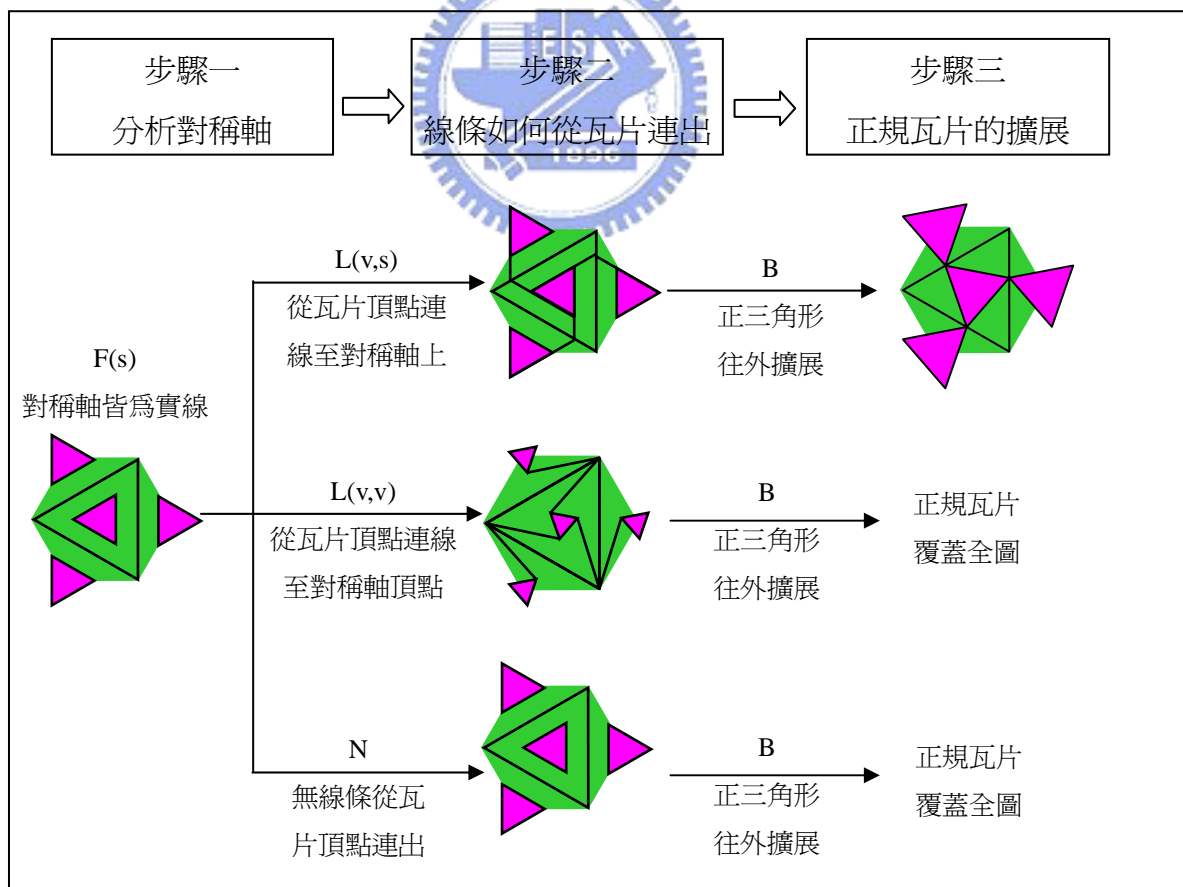 步驟一
分析對稱軸
步驟二
線條如何從瓦片連出
步驟三
正規瓦片的擴展
E S A
1896
F(s)
對稱軸皆爲實線
L(v,s)
從瓦片頂點連
線至對稱軸上
B
正三角形
往外擴展
L(v,v)
從瓦片頂點連線
至對稱軸頂點
B
正三角形
往外擴展
正規瓦片
覆蓋全圖
N
無線條從瓦
片頂點連出
B
正三角形
往外擴展
正規瓦片
覆蓋全圖